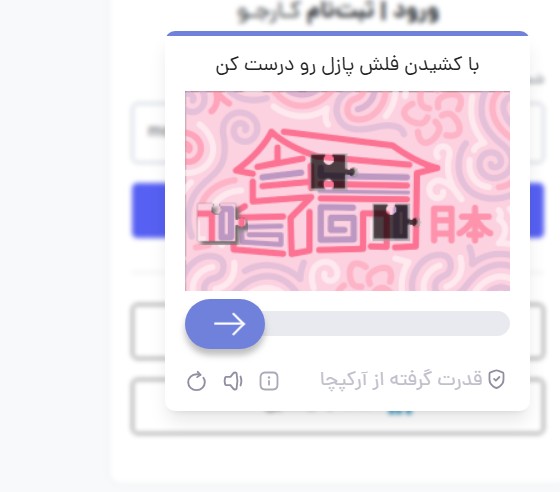 ورود | ثبت‌نام کارجو
با کشیدن فلش پازل رو درست کن
日本
قدرت گرفته از آرکپچا